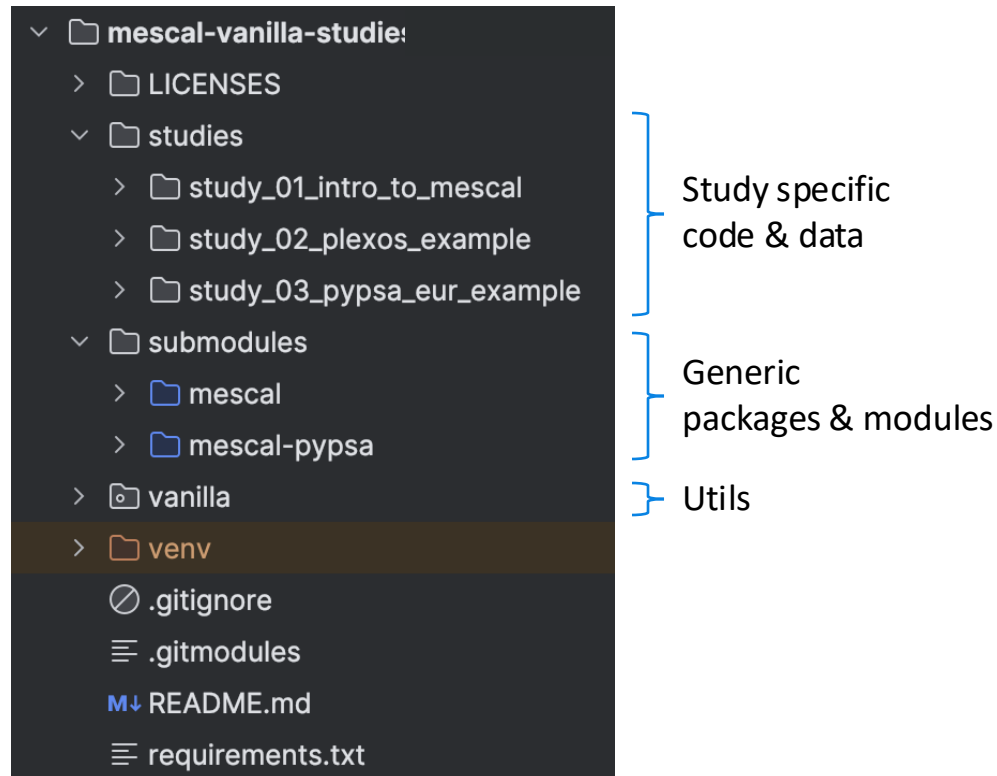 mescal-vanilla-studie
LICENSES
studies
study_01_intro_to_mescal
study_02_plexos_example
study_03_pypsa_eur_example
submodules
mescal
mescal-pypsa
vanilla
venv
.gitignore
.gitmodules
M↓ README.md
requirements.txt
Study specific
code & data
Generic
packages & modules
Utils